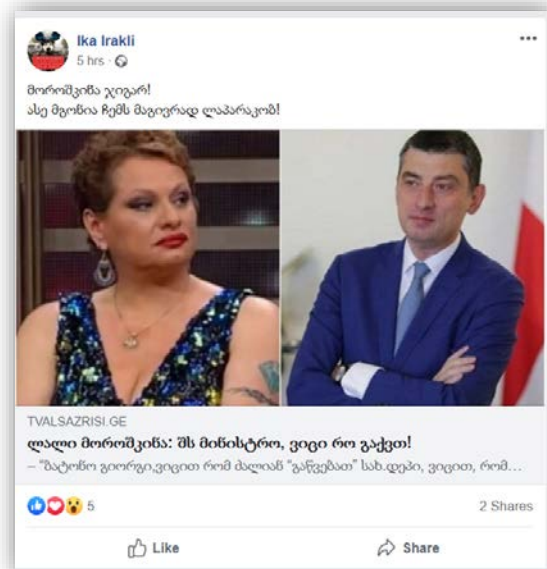 Ika Irakli
5 hrs ·
მოროშკინა ჯიგარ!
ასე მგონია ჩემს მაგივრად ლაპარაკობ!
TVALSAZRISI.GE
ლალი მოროშკინა: შს მინისტრო, ვიცი რო გაქვთ!
– "ბატონო გიორგი,ვიცით რომ ძალიან "გაწვებათ" სახ.დეპი, ვიცით, რომ...
5
2 Shares
Like
Share